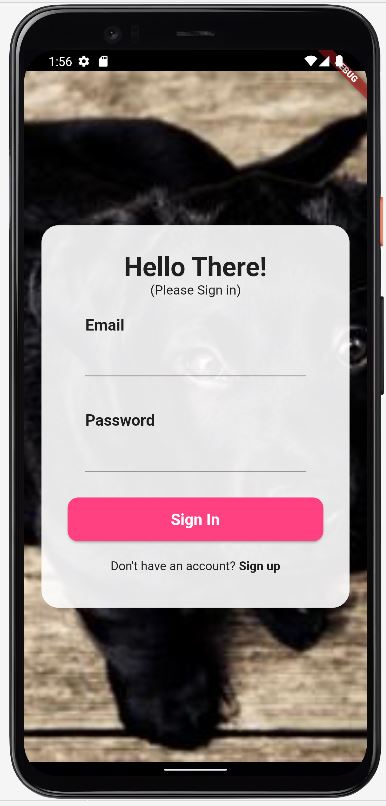 1:56
DEBUG
Hello There!
(Please Sign in)
Email
Password
Sign In
Don't have an account? Sign up